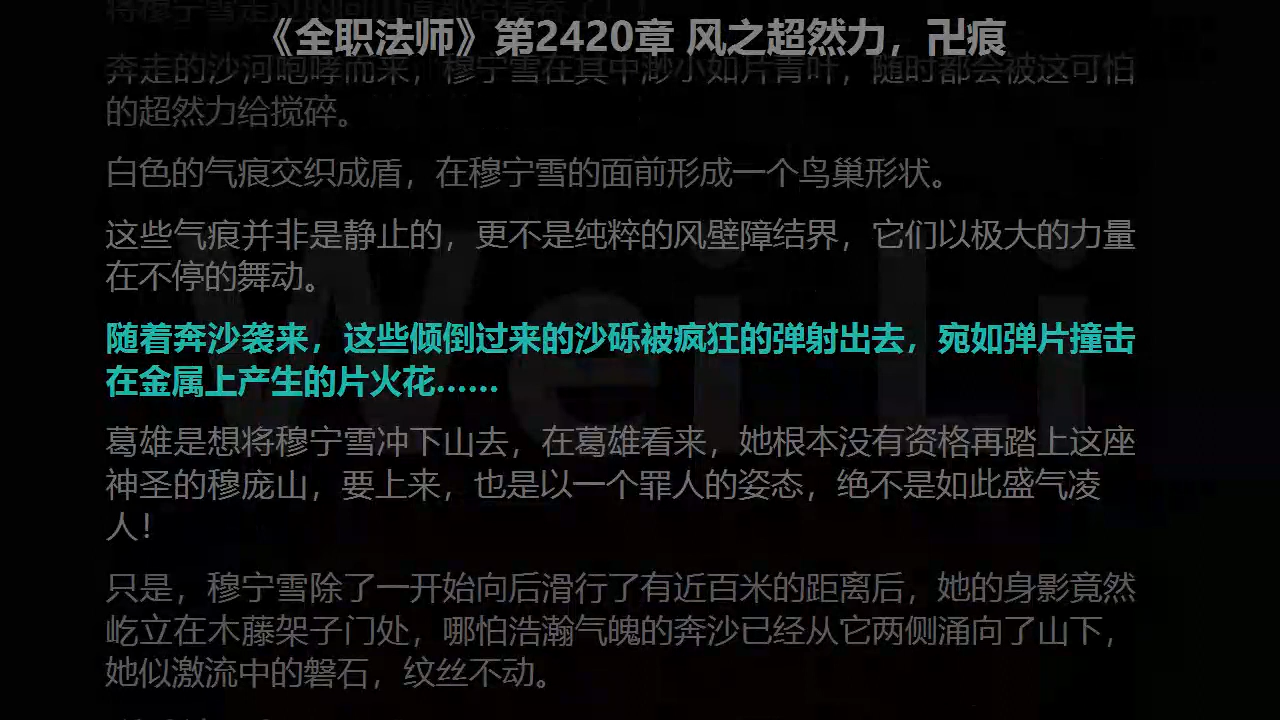 将穆宁雪走过的
《全职法师》第2420章 风之超然力，卍痕
奔走的沙河咆哮而来，穆宁雪在其中渺小如片青叶，随时都会被这可怕
的超然力给搅碎。
白色的气痕交织成盾，在穆宁雪的面前形成一个鸟巢形状。
这些气痕并非是静止的，更不是纯粹的风壁障结界，它们以极大的力量
在不停的舞动。
Wei Li
随着奔沙袭来，这些倾倒过来的沙砾被疯狂的弹射出去，宛如弹片撞击
在金属上产生的片火花……
葛雄是想将穆宁雪冲下山去，在葛雄看来，她根本没有资格再踏上这座
神圣的穆庞山，要上来，也是以一个罪人的姿态，绝不是如此盛气凌
人！
只是，穆宁雪除了一开始向后滑行了有近百米的距离后，她的身影竟然
屹立在木藤架子门处，哪怕浩瀚气魄的奔沙已经从它两侧涌向了山下，
她似激流中的磐石，纹丝不动。